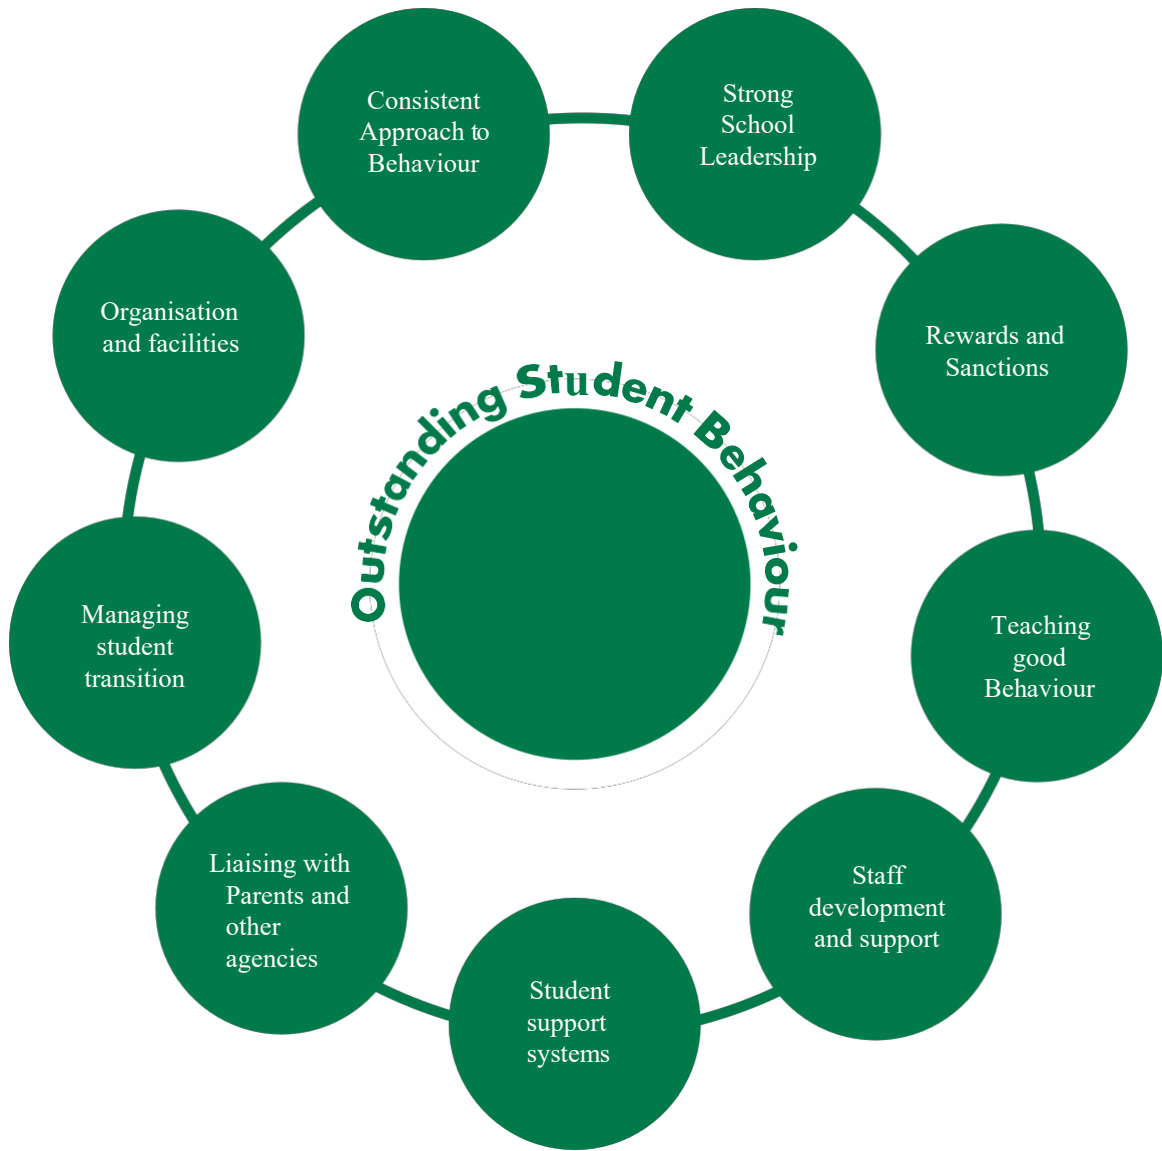 Consistent
Approach to
Behaviour
Strong
School
Leadership
Rewards and
Sanctions
Teaching
good
Behaviour
Staff
development
and support
Student
support
systems
Liaising with
Parents and
other
agencies
Managing
student
transition
Organisation
and facilities
Outstanding Student Behaviour